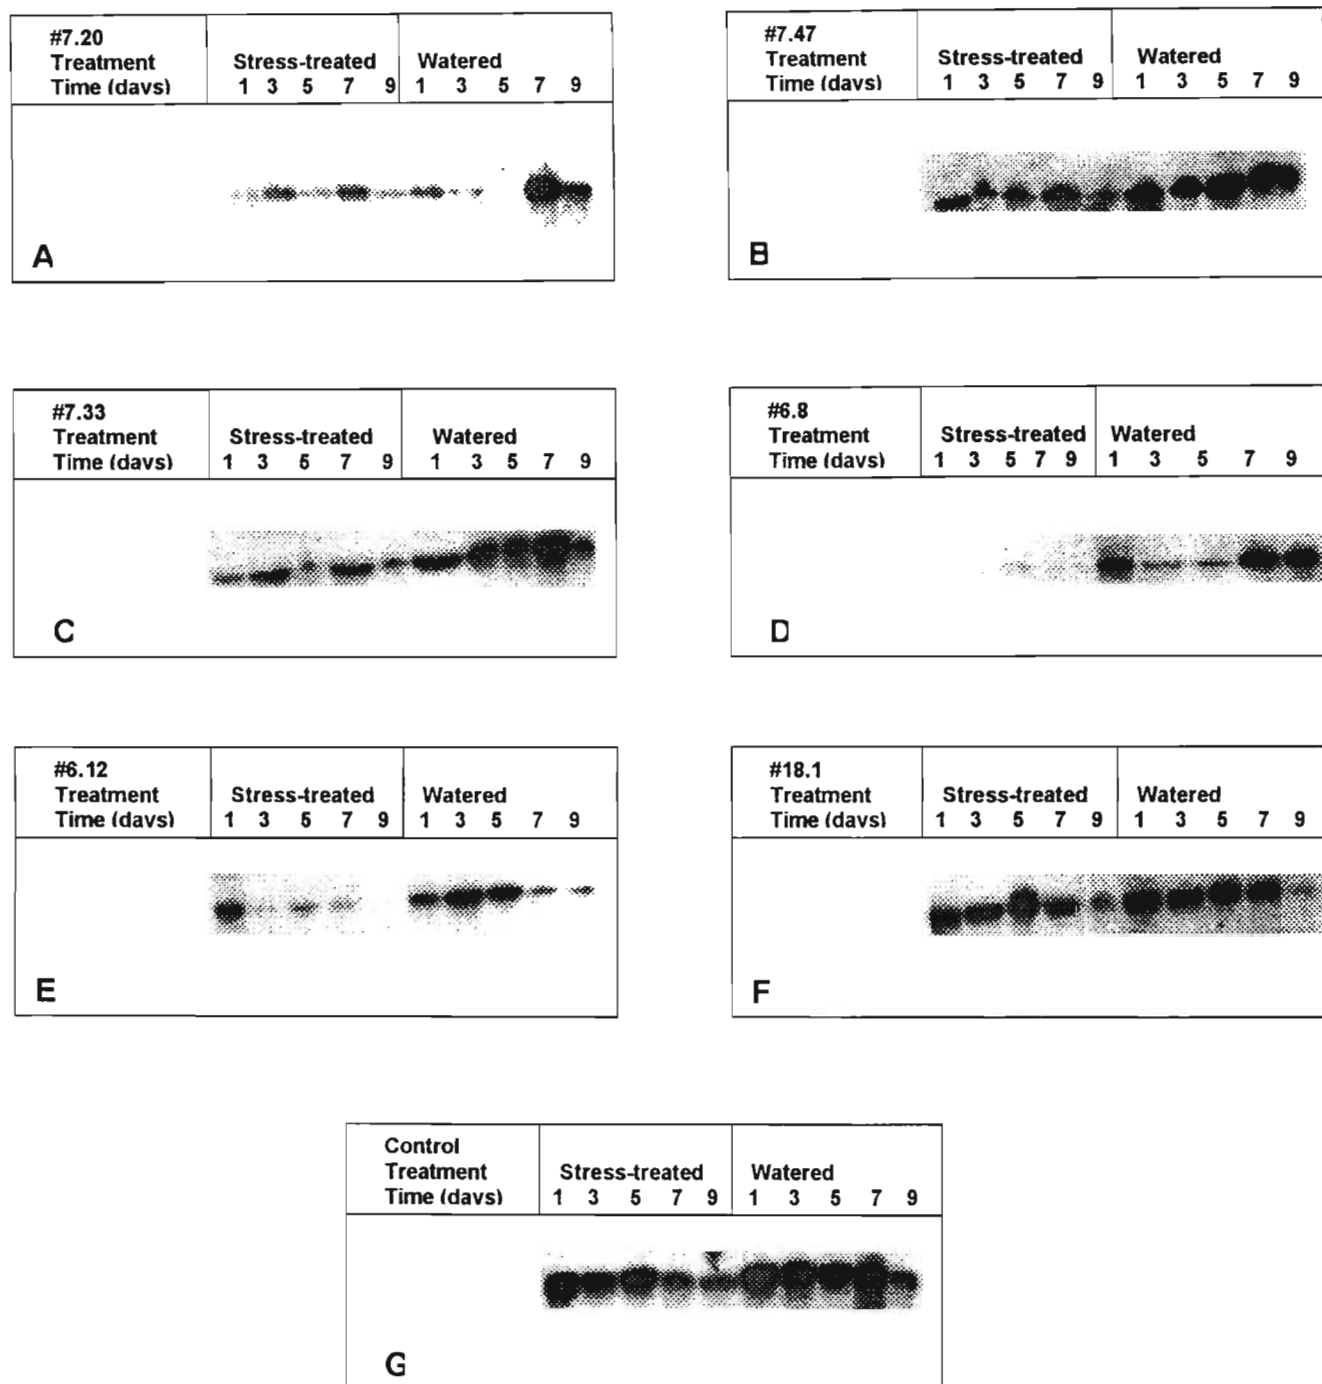 #7.20
Treatment Stress-treated Watered
Time (davs) 1 3 5 7 9 1 3 5 7 9
A
#7.47
Treatment Stress-treated Watered
Time (davs) 1 3 5 7 9 1 3 5 7 9
B
#7.33
Treatment Stress-treated Watered
Time (davs) 1 3 5 7 9 1 3 5 7 9
C
#6.8
Treatment Stress-treated Watered
Time (davs) 1 3 5 7 9 1 3 5 7 9
D
#6.12
Treatment Stress-treated Watered
Time (davs) 1 3 5 7 9 1 3 5 7 9
E
#18.1
Treatment Stress-treated Watered
Time (davs) 1 3 5 7 9 1 3 5 7 9
F
Control
Treatment Stress-treated Watered
Time (davs) 1 3 5 7 9 1 3 5 7 9
G